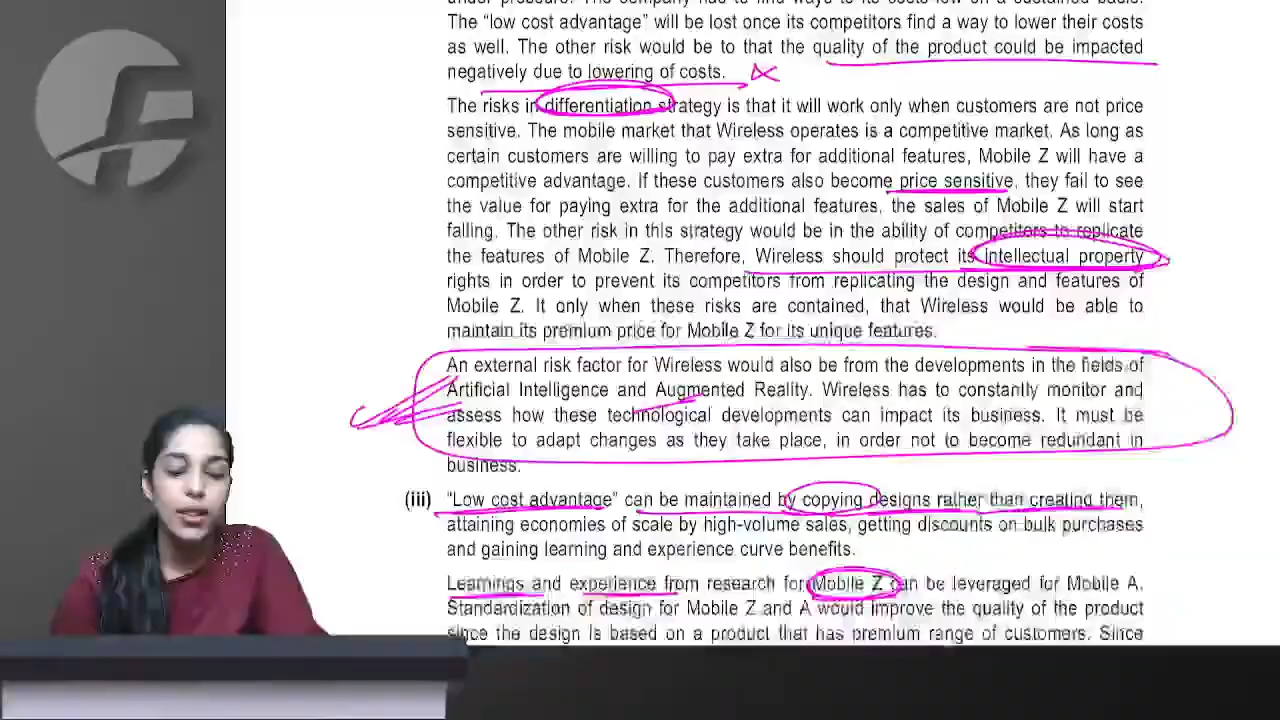 under pressure. The company had to find ways to its costs low on a sustained basis.
The “low cost advantage” will be lost once its competitors find a way to lower their costs
as well. The other risk would be to that the quality of the product could be impacted
negatively due to lowering of costs.
The risks in differentiation strategy is that it will work only when customers are not price
sensitive. The mobile market that Wireless operates is a competitive market. As long as
certain customers are willing to pay extra for additional features, Mobile Z will have a
competitive advantage. If these customers also become price sensitive, they fail to see
the value for paying extra for the additional features, the sales of Mobile Z will start
falling. The other risk in this strategy would be in the ability of competitors to replicate
the features of Mobile Z. Therefore, Wireless should protect its intellectual property
rights in order to prevent its competitors from replicating the design and features of
Mobile Z. It only when these risks are contained, that Wireless would be able to
maintain its premium price for Mobile Z for its unique features.
An external risk factor for Wireless would also be from the developments in the fields of
Artificial Intelligence and Augmented Reality. Wireless has to constantly monitor and
assess how these technological developments can impact its business. It must be
flexible to adapt changes as they take place, in order not to become redundant in
business.
(iii) “Low cost advantage” can be maintained by copying designs rather than creating them,
attaining economies of scale by high-volume sales, getting discounts on bulk purchases
and gaining learning and experience curve benefits.
Learnings and experience from research for Mobile Z can be leveraged for Mobile A.
Standardization of design for Mobile Z and A would improve the quality of the product
since the design is based on a product that has premium range of customers. Since